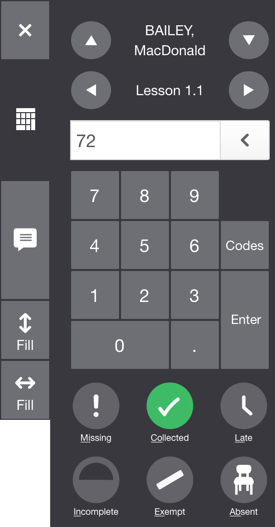 BAILEY,
MacDonald
Lesson 1.1
72
7 8 9
4 5 6 Codes
1 2 3
Enter
0 .
Fill
Fill
Missing Collected Late
Incomplete Exempt Absent